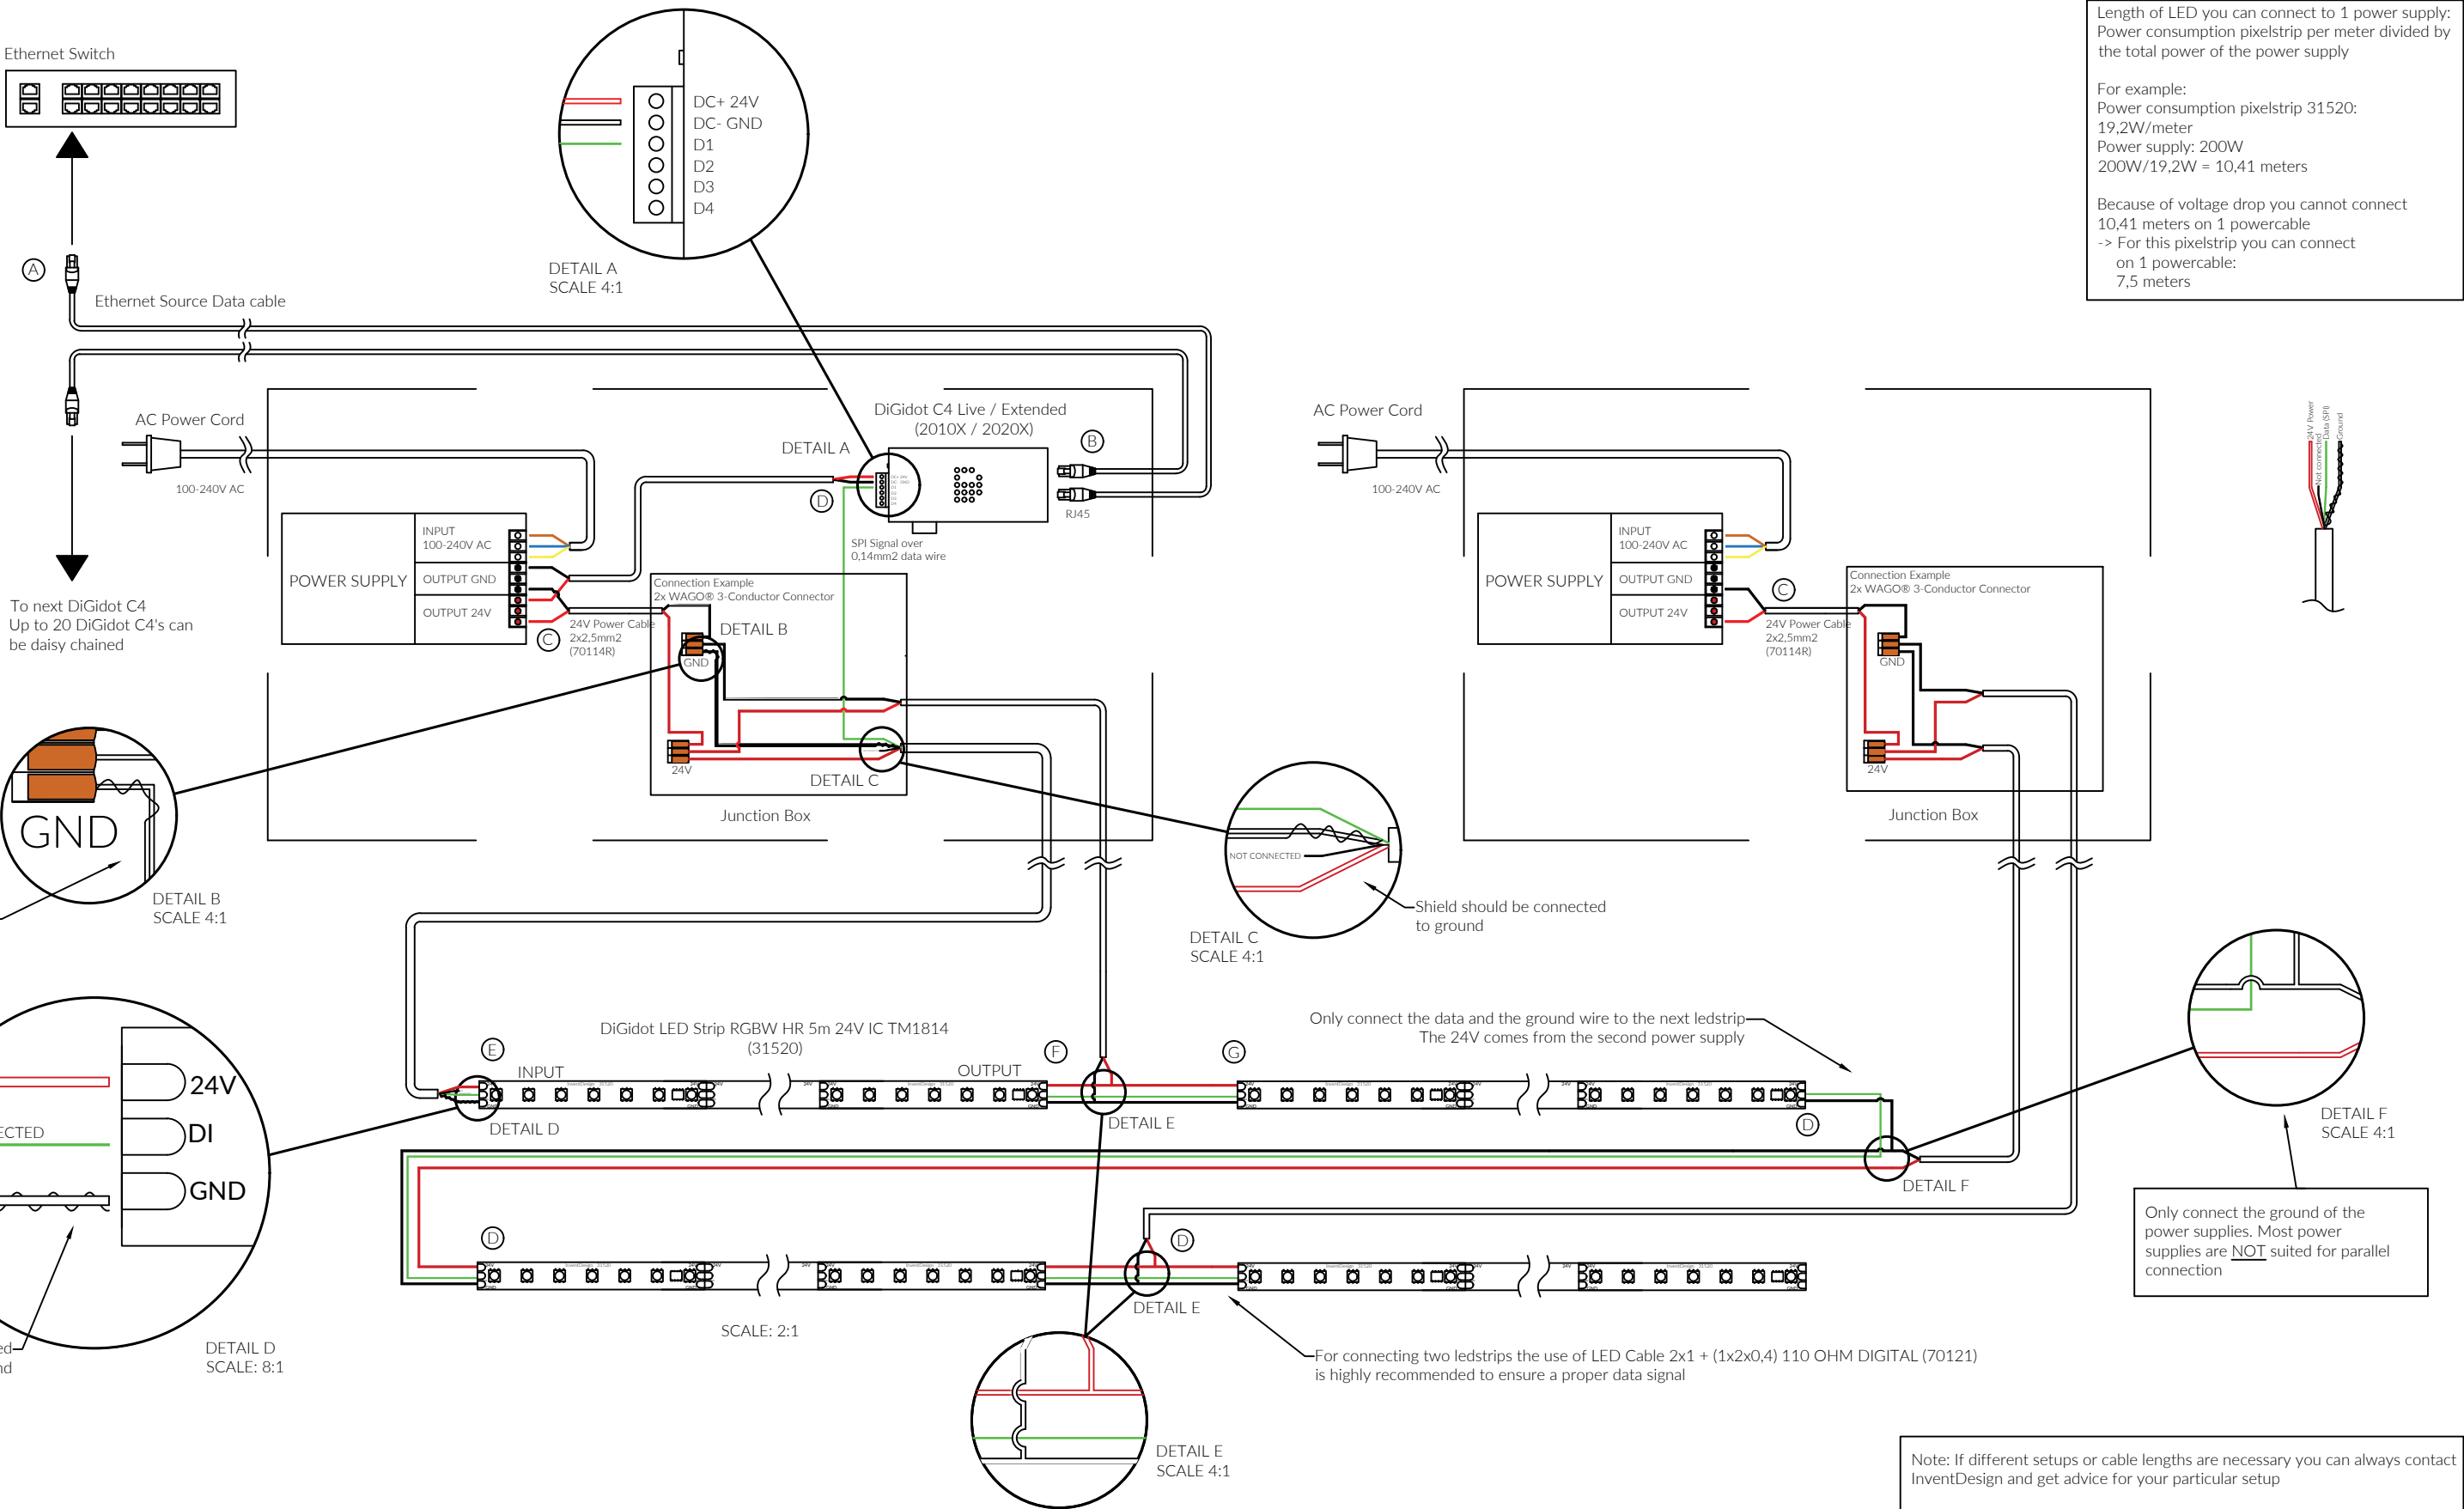 Ethernet Switch
DC+ 24V
DC- GND
D1
D2
D3
D4
DETAIL A
SCALE 4:1
Length of LED you can connect to 1 power supply:
Power consumption pixelstrip per meter divided by
the total power of the power supply
For example:
Power consumption pixelstrip 31520:
19,2W/meter
Power supply: 200W
200W/19,2W = 10,41 meters
Because of voltage drop you cannot connect
10,41 meters on 1 powercable
-> For this pixelstrip you can connect
on 1 powercable:
7,5 meters
A
Ethernet Source Data cable
AC Power Cord
100-240V AC
DiGidot C4 Live / Extended
(2010X / 2020X)
DETAIL A
B
D
RJ45
SPI Signal over
0,14mm2 data wire
POWER SUPPLY
INPUT
100-240V AC
OUTPUT GND
OUTPUT 24V
C
24V Power Cable
2x2,5mm2
(70114R)
Connection Example
2x WAGO® 3-Conductor Connector
DETAIL B
GND
24V
DETAIL C
Junction Box
To next DiGidot C4
Up to 20 DiGidot C4's can
be daisy chained
AC Power Cord
100-240V AC
POWER SUPPLY
INPUT
100-240V AC
OUTPUT GND
OUTPUT 24V
C
24V Power Cable
2x2,5mm2
(70114R)
Connection Example
2x WAGO® 3-Conductor Connector
GND
24V
Junction Box
24V Power
Not connected
Data (SPI)
Ground
GND
DETAIL B
SCALE 4:1
NOT CONNECTED
Shield should be connected
to ground
DETAIL C
SCALE 4:1
24V
DI
GND
ECTED
DETAIL D
SCALE: 8:1
DiGidot LED Strip RGBW HR 5m 24V IC TM1814
(31520)
E
INPUT
OUTPUT
F
G
DETAIL D
DETAIL E
Only connect the data and the ground wire to the next ledstrip
The 24V comes from the second power supply
D
DETAIL F
DETAIL F
SCALE 4:1
Only connect the ground of the
power supplies. Most power
supplies are NOT suited for parallel
connection
D
D
DETAIL E
SCALE: 2:1
For connecting two ledstrips the use of LED Cable 2x1 + (1x2x0,4) 110 OHM DIGITAL (70121)
is highly recommended to ensure a proper data signal
DETAIL E
SCALE 4:1
Note: If different setups or cable lengths are necessary you can always contact
InventDesign and get advice for your particular setup